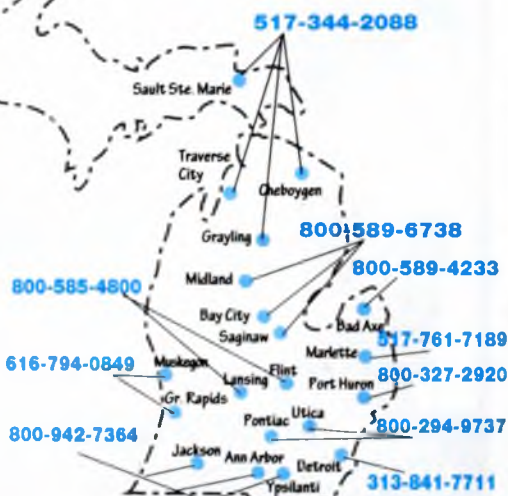 517-344-2088
Sault Ste. Marie
Traverse
City
Cheboygen
Grayling
800-589-6738
Midland
800-589-4233
800-585-4800
Bay City
Bad Axe
Saginaw
517-761-7189
Marlette
616-794-0849
Muskegon
Flint
800-327-2920
Lansing
Port Huron
Gr. Rapids
Utica
Pontiac
800-294-9737
800-942-7364
Jackson
Ann Arbor
Detroit
313-841-7711
Ypsilanti